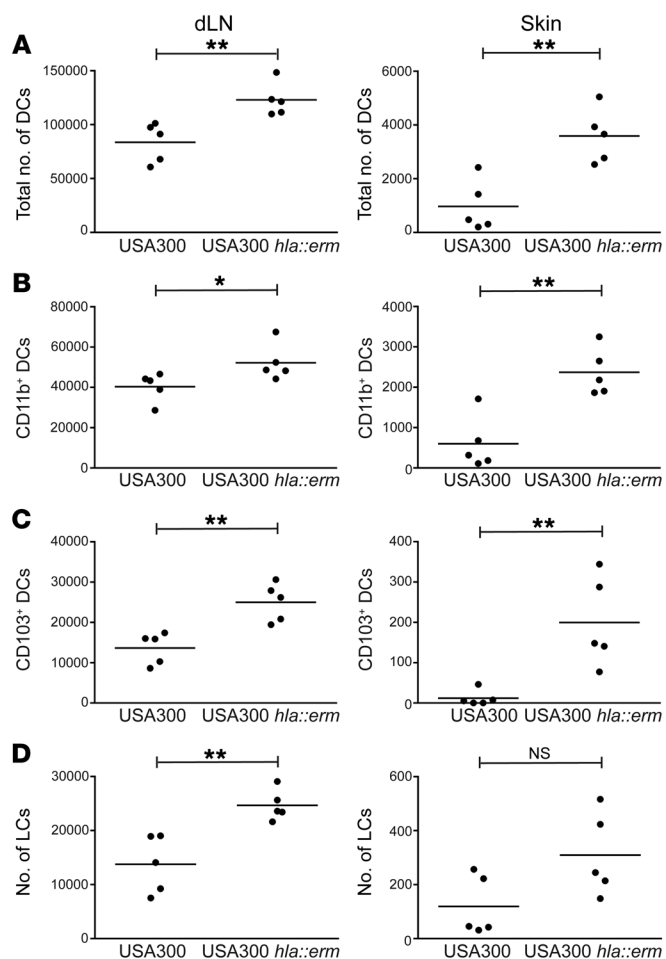 dLN
Skin
A
**
**
Total no. of DCs
150000
100000
50000
0
USA300
USA300 hla::erm
Total no. of DCs
6000
4000
2000
0
USA300
USA300 hla::erm
B
*
**
CD11b⁺ DCs
80000
60000
40000
20000
0
USA300
USA300 hla::erm
CD11b⁺ DCs
4000
3000
2000
1000
0
USA300
USA300 hla::erm
C
**
**
CD103⁺ DCs
40000
30000
20000
10000
0
USA300
USA300 hla::erm
CD103⁺ DCs
400
300
200
100
0
USA300
USA300 hla::erm
D
**
NS
No. of LCs
30000
20000
10000
0
USA300
USA300 hla::erm
No. of LCs
600
400
200
0
USA300
USA300 hla::erm